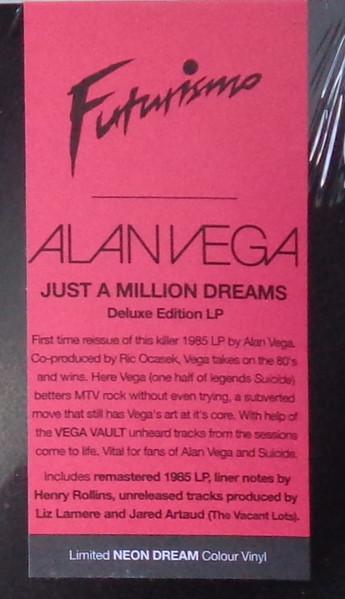 Futurismo
ALAN VEGA
JUST A MILLION DREAMS
Deluxe Edition LP
First time reissue of this killer 1985 LP by Alan Vega.
Co-produced by Ric Ocasek, Vega takes on the 80's
and wins. Here Vega (one half of legends Suicide)
betters MTV rock without even trying, a subverted
move that still has Vega's art at it's core. With help of
the VEGA VAULT unheard tracks from the sessions
come to life. Vital for fans of Alan Vega and Suicide.
Includes remastered 1985 LP, liner notes by
Henry Rollins, unreleased tracks produced by
Liz Lamere and Jared Artaud (The Vacant Lots).
Limited NEON DREAM Colour Vinyl